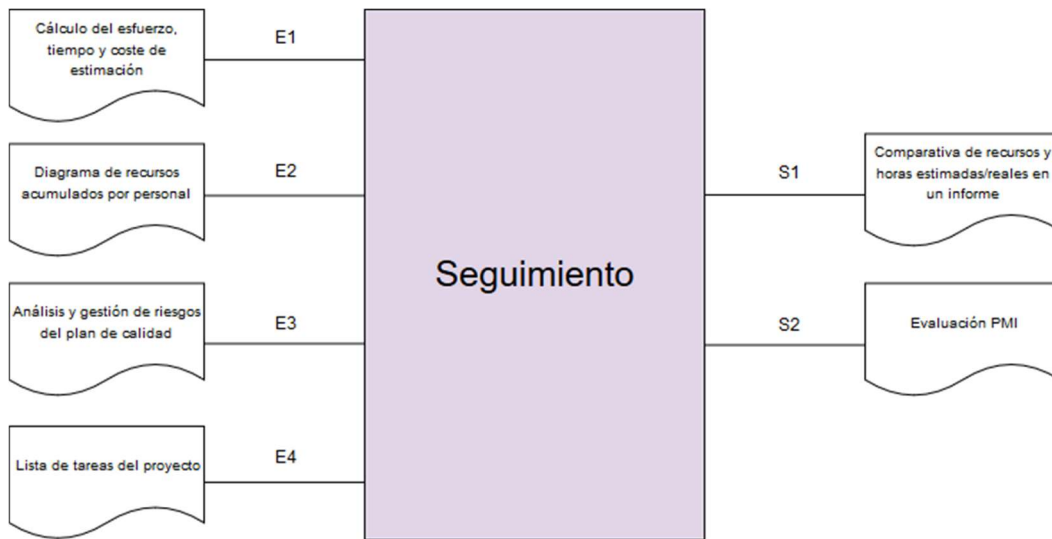 Cálculo del esfuerzo,
tiempo y coste de
estimación
E1
Diagrama de recursos
acumulados por personal
E2
Análisis y gestión de riesgos
del plan de calidad
E3
Lista de tareas del proyecto
E4
Seguimiento
S1
Comparativa de recursos y
horas estimadas/reales en
un informe
S2
Evaluación PMI